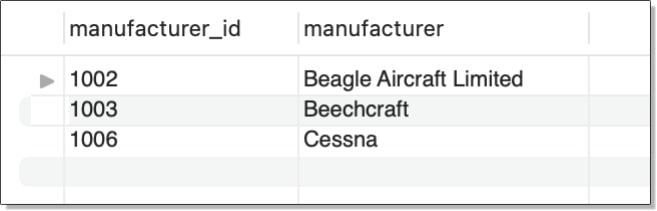 manufacturer_id manufacturer
1002 Beagle Aircraft Limited
1003 Beechcraft
1006 Cessna